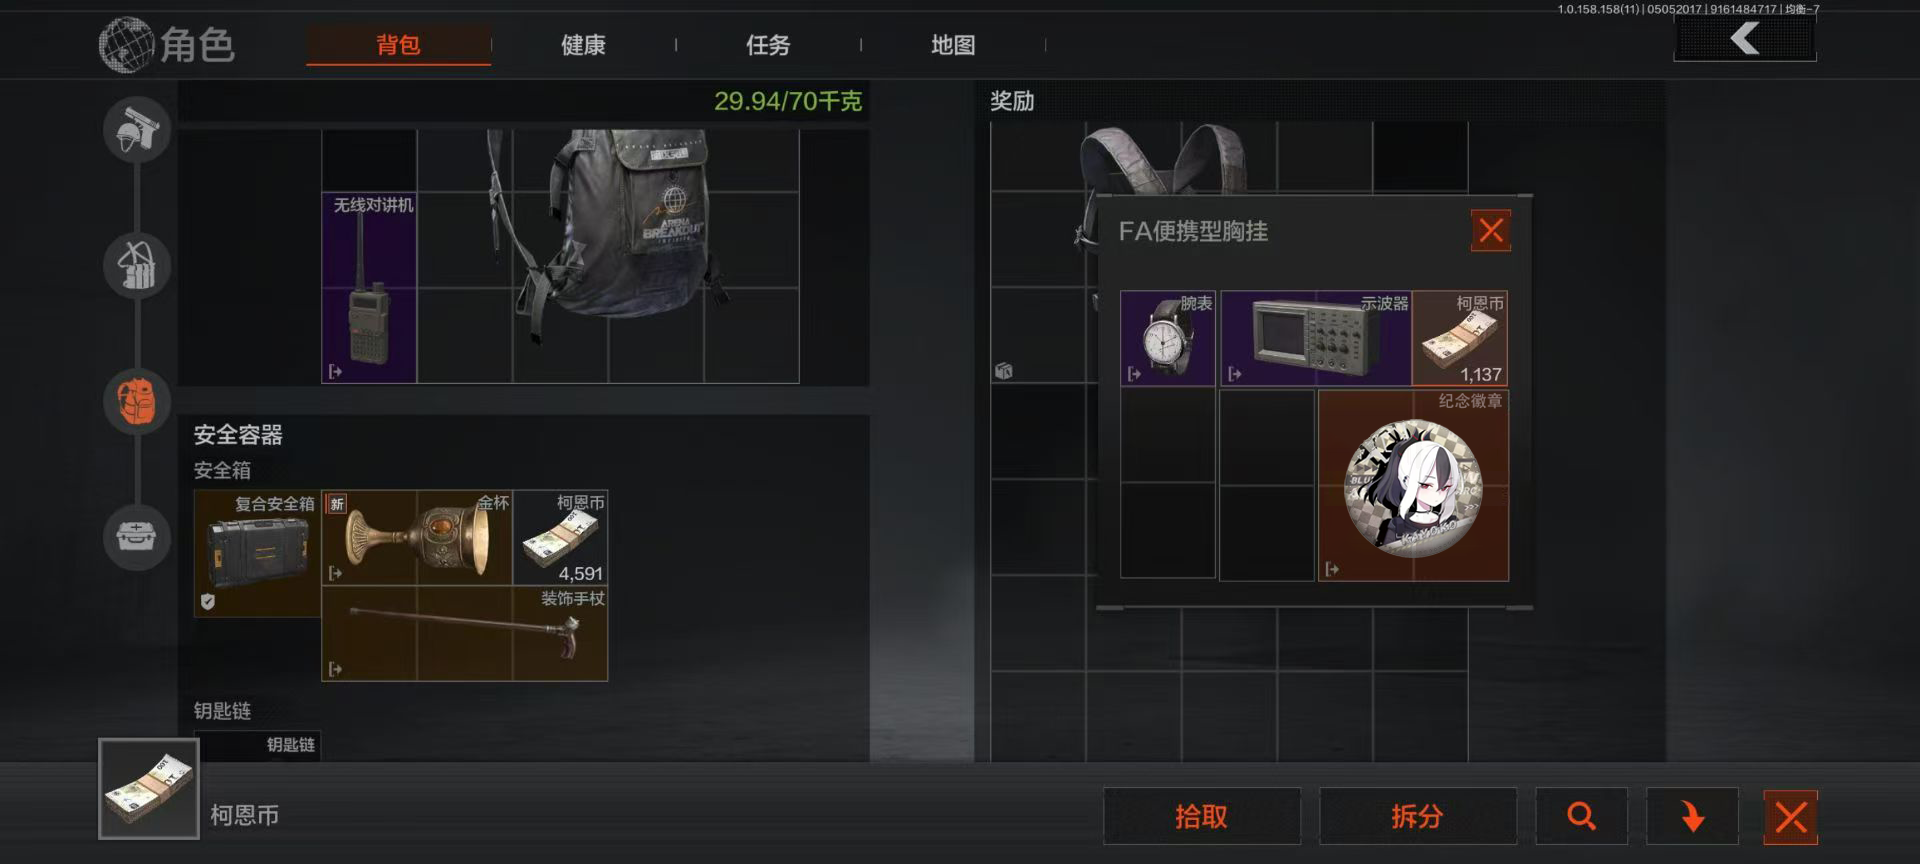 1.0.158.158(11) | 05052017 | 9161484717 | 均衡-7
角色
背包
健康
任务
地图
29.94/70千克
奖励
无线对讲机
ARENA
BREAKOUT
INFINITE
FA便携型胸挂
腕表
示波器
柯恩币
1,137
纪念徽章
KAYOKO
安全容器
安全箱
复合安全箱
新
金杯
柯恩币
4,591
装饰手杖
钥匙链
钥匙链
柯恩币
拾取
拆分